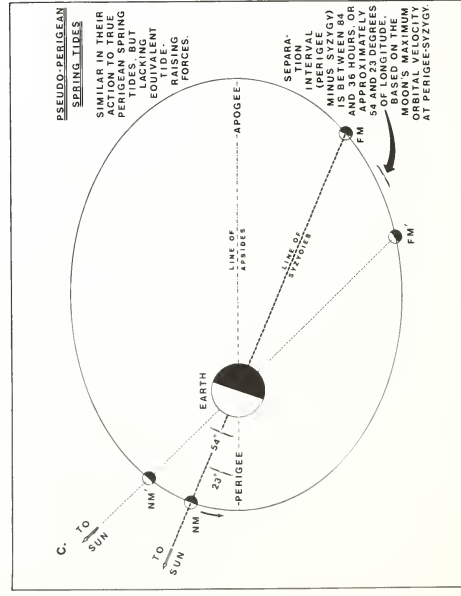 PSEUDO-PERIGEAN
SPRING TIDES
SIMILAR IN THEIR
ACTION TO TRUE
PERIGEAN SPRING
TIDES, BUT
LACKING
EQUIVALENT
TIDE-
RAISING
FORCES.
C.
TO
SUN
TO
SUN
NM'
NM
EARTH
54°
23°
-PERIGEE
LINE OF
APSIDES
-APOGEE-
LINE OF
SYZYGIES
SEPARA-
TION
INTERVAL
(PERIGEE
MINUS SYZYGY)
IS BETWEEN 84
AND 36 HOURS, OR
APPROXIMATELY
54 AND 23 DEGREES
OF LONGITUDE,
BASED ON THE
MOON'S MAXIMUM
ORBITAL VELOCITY
AT PERIGEE-SYZYGY.
FM
FM'